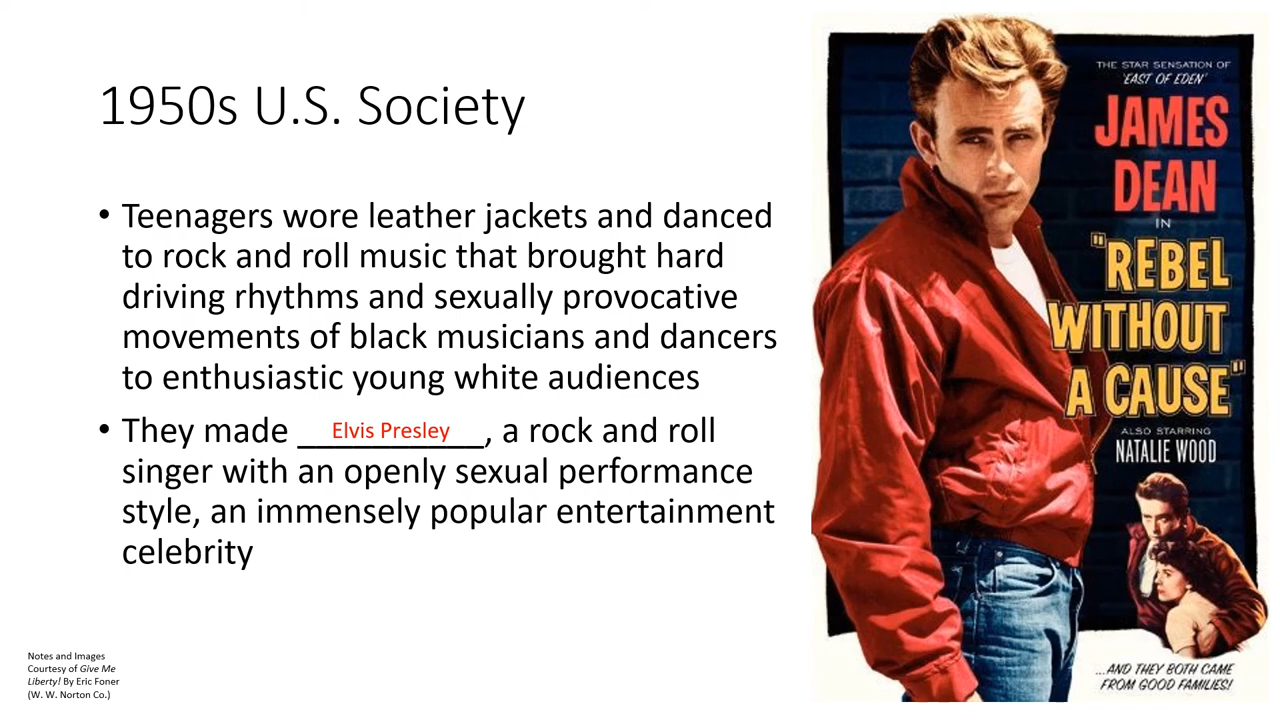 1950s U.S. Society
• Teenagers wore leather jackets and danced
to rock and roll music that brought hard
driving rhythms and sexually provocative
movements of black musicians and dancers
to enthusiastic young white audiences
• They made ___Elvis Presley___, a rock and roll
singer with an openly sexual performance
style, an immensely popular entertainment
celebrity
Notes and Images
Courtesy of Give Me
Liberty! By Eric Foner
(W. W. Norton Co.)
THE STAR SENSATION OF
'EAST OF EDEN'
JAMES
DEAN
IN
"REBEL
WITHOUT
A CAUSE"
ALSO STARRING
NATALIE WOOD
...AND THEY BOTH CAME
FROM GOOD FAMILIES!